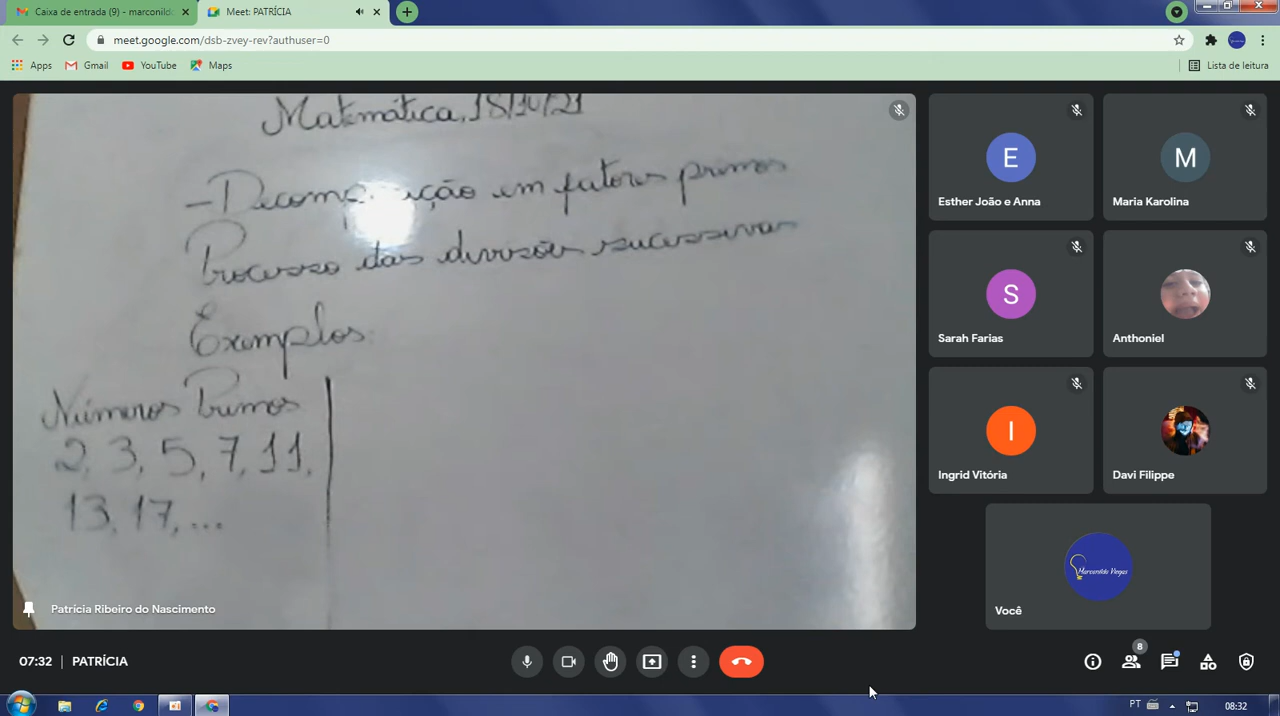 Caixa de entrada (9) - marconild
Meet: PATRÍCIA
meet.google.com/dsb-zvey-rev?authuser=0
Apps
Gmail
YouTube
Maps
Lista de leitura
Matemática, 18/10/21
em fatores primos
Processo das divisões sucessivas
Exemplos:
Números Primos
2, 3, 5, 7, 11,
13, 17, ...
Patricia Ribeiro do Nascimento
E
Esther João e Anna
M
Maria Karolina
S
Sarah Farias
Anthoniel
I
Ingrid Vitória
Davi Filippe
Marconildo Viegas
Você
07:32 | PATRÍCIA
8
PT
08:32